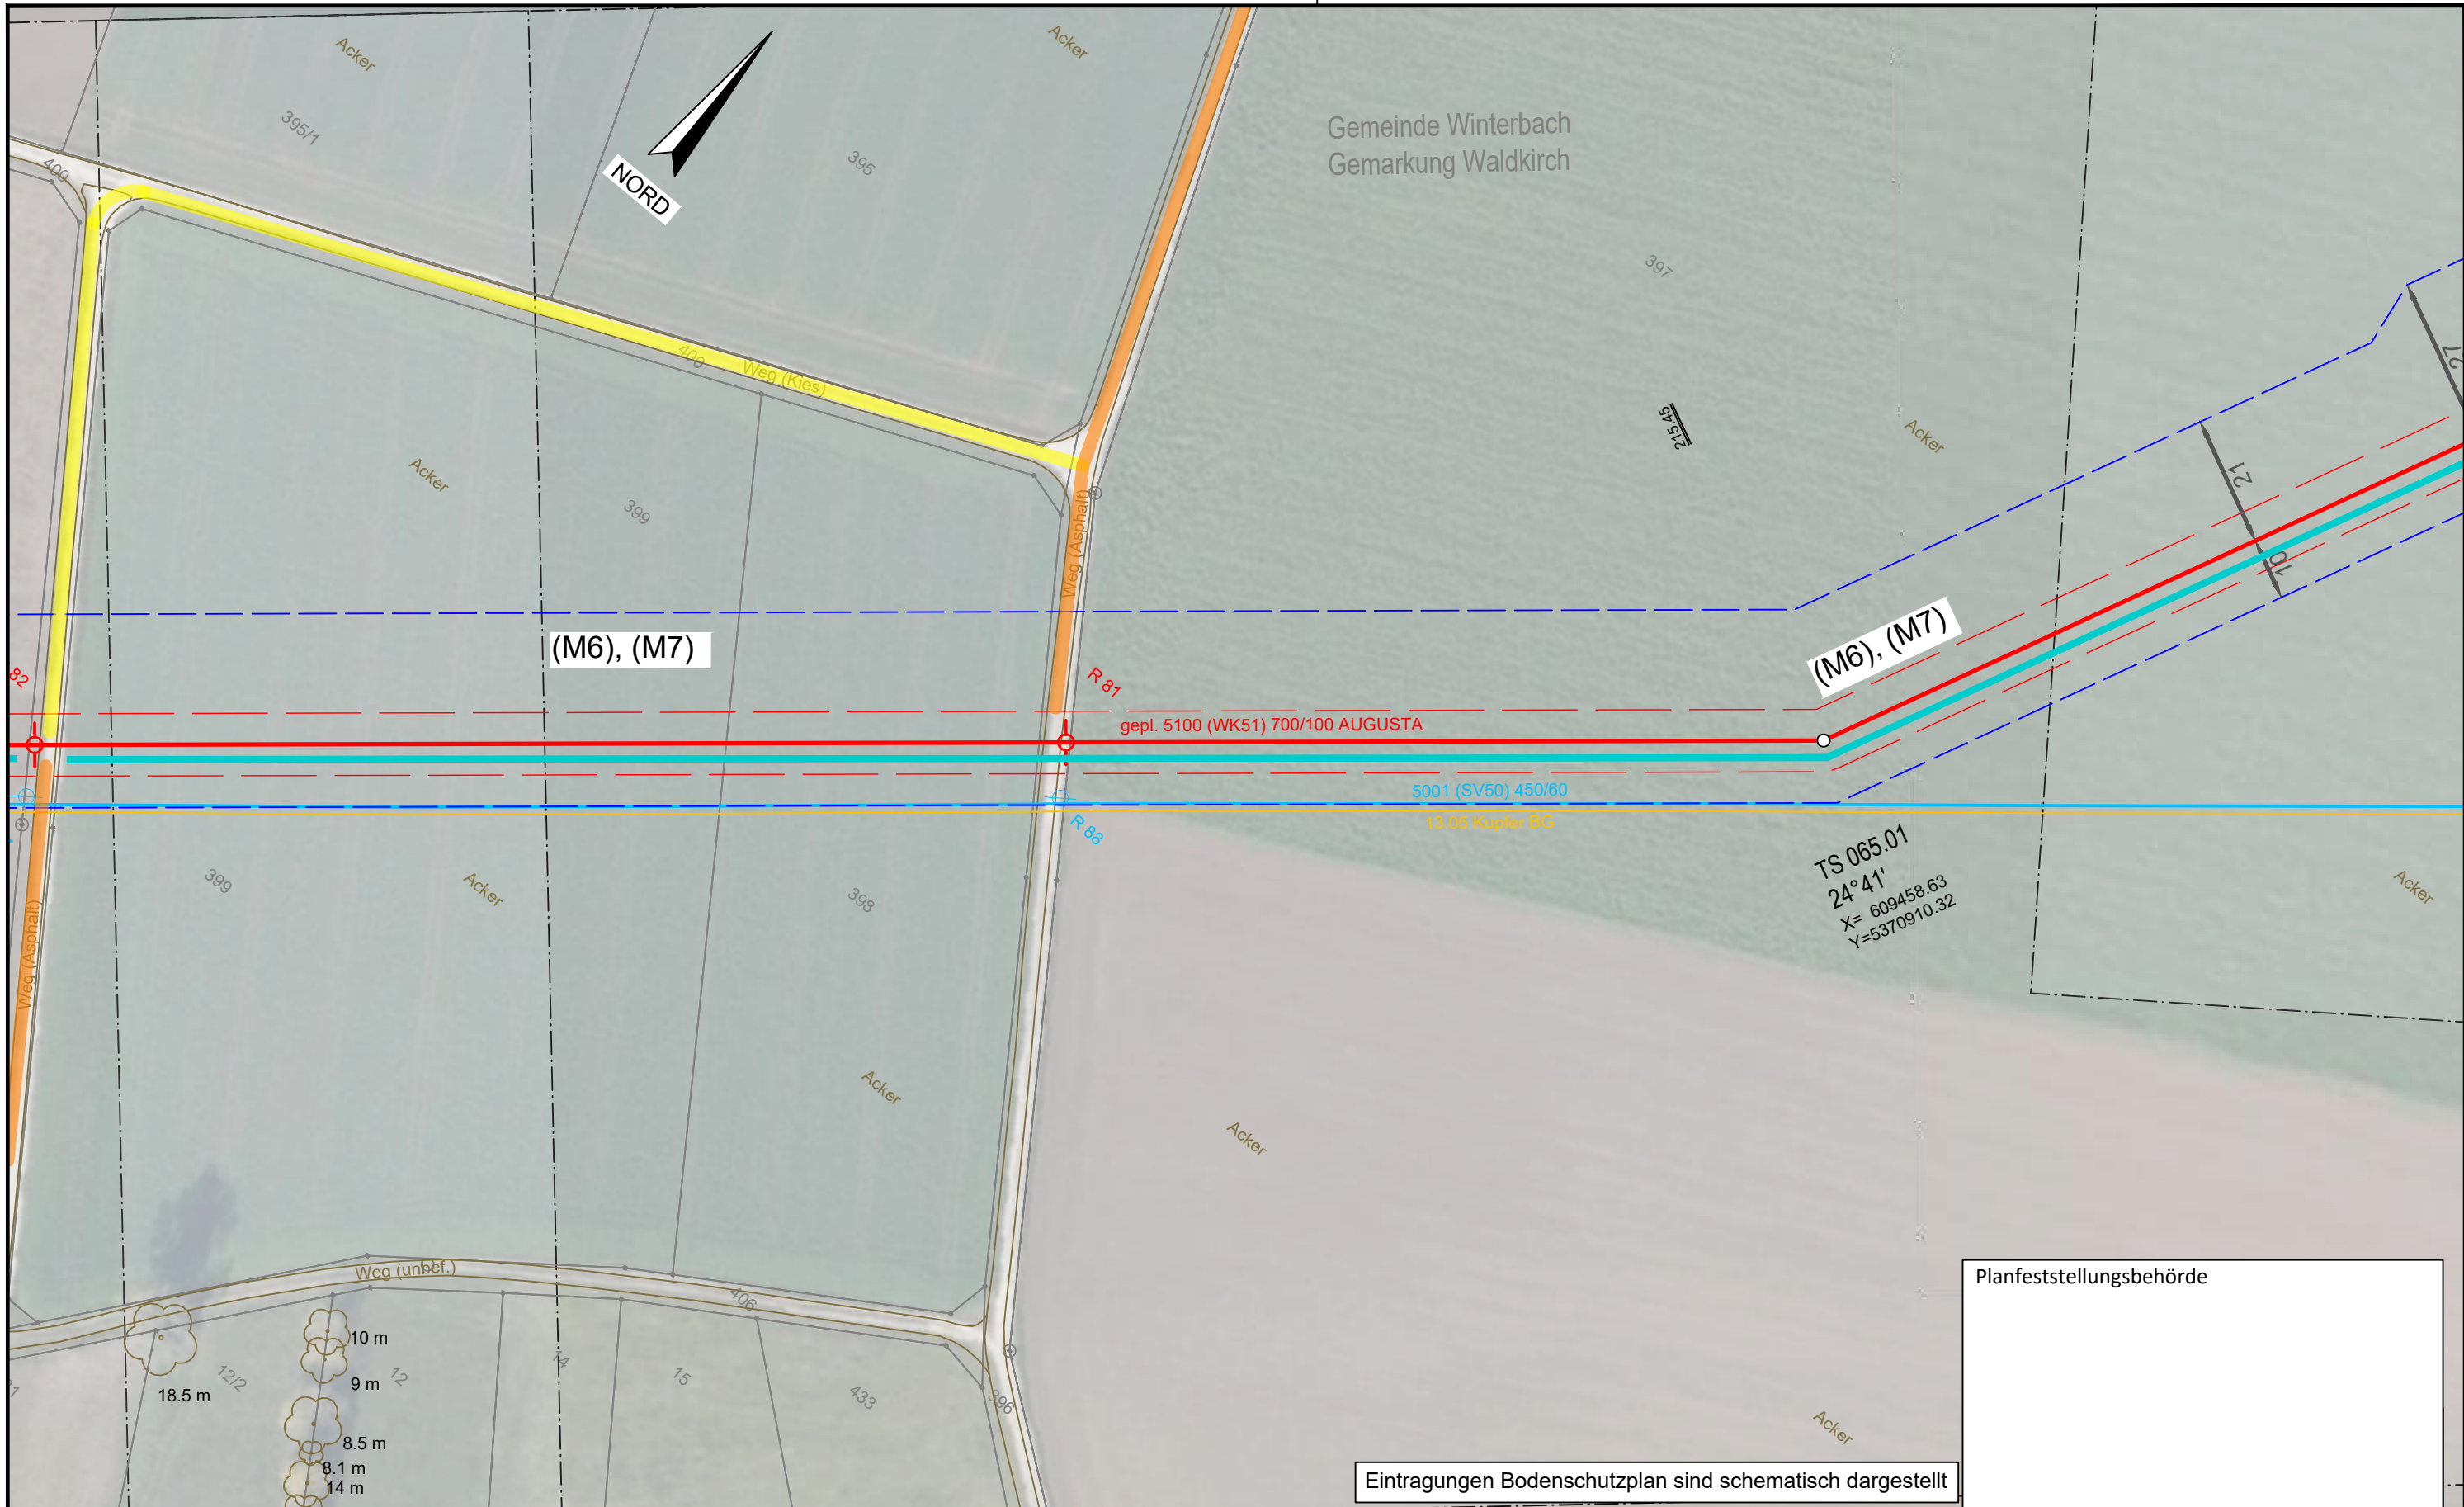 Acker
Acker
395/1
395
400
NORD
Gemeinde Winterbach
Gemarkung Waldkirch
397
400
Weg (Kies)
27
215.45
Acker
Acker
399
21
Weg (Asphalt)
10
(M6), (M7)
(M6), (M7)
82
R 81
gepl. 5100 (WK51) 700/100 AUGUSTA
5001 (SV50) 450/60
13.05 Kupfer BG
R 88
TS 065.01
24°41'
X= 609458.63
Y=5370910.32
399
Acker
398
Acker
Weg (Asphalt)
Acker
Acker
Weg (unbef.)
406
Planfeststellungsbehörde
10 m
12/2
9 m
12
14
15
433
396
18.5 m
8.5 m
8.1 m
14 m
Acker
Eintragungen Bodenschutzplan sind schematisch dargestellt